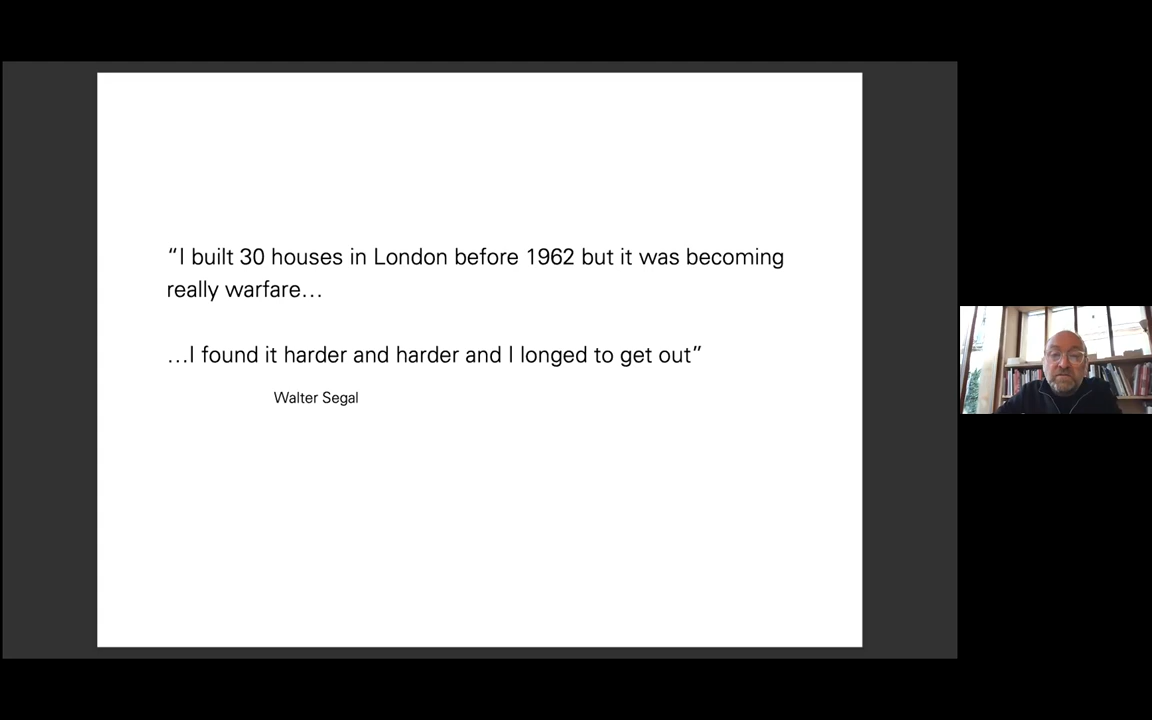 “I built 30 houses in London before 1962 but it was becoming
really warfare…
…I found it harder and harder and I longed to get out”
Walter Segal